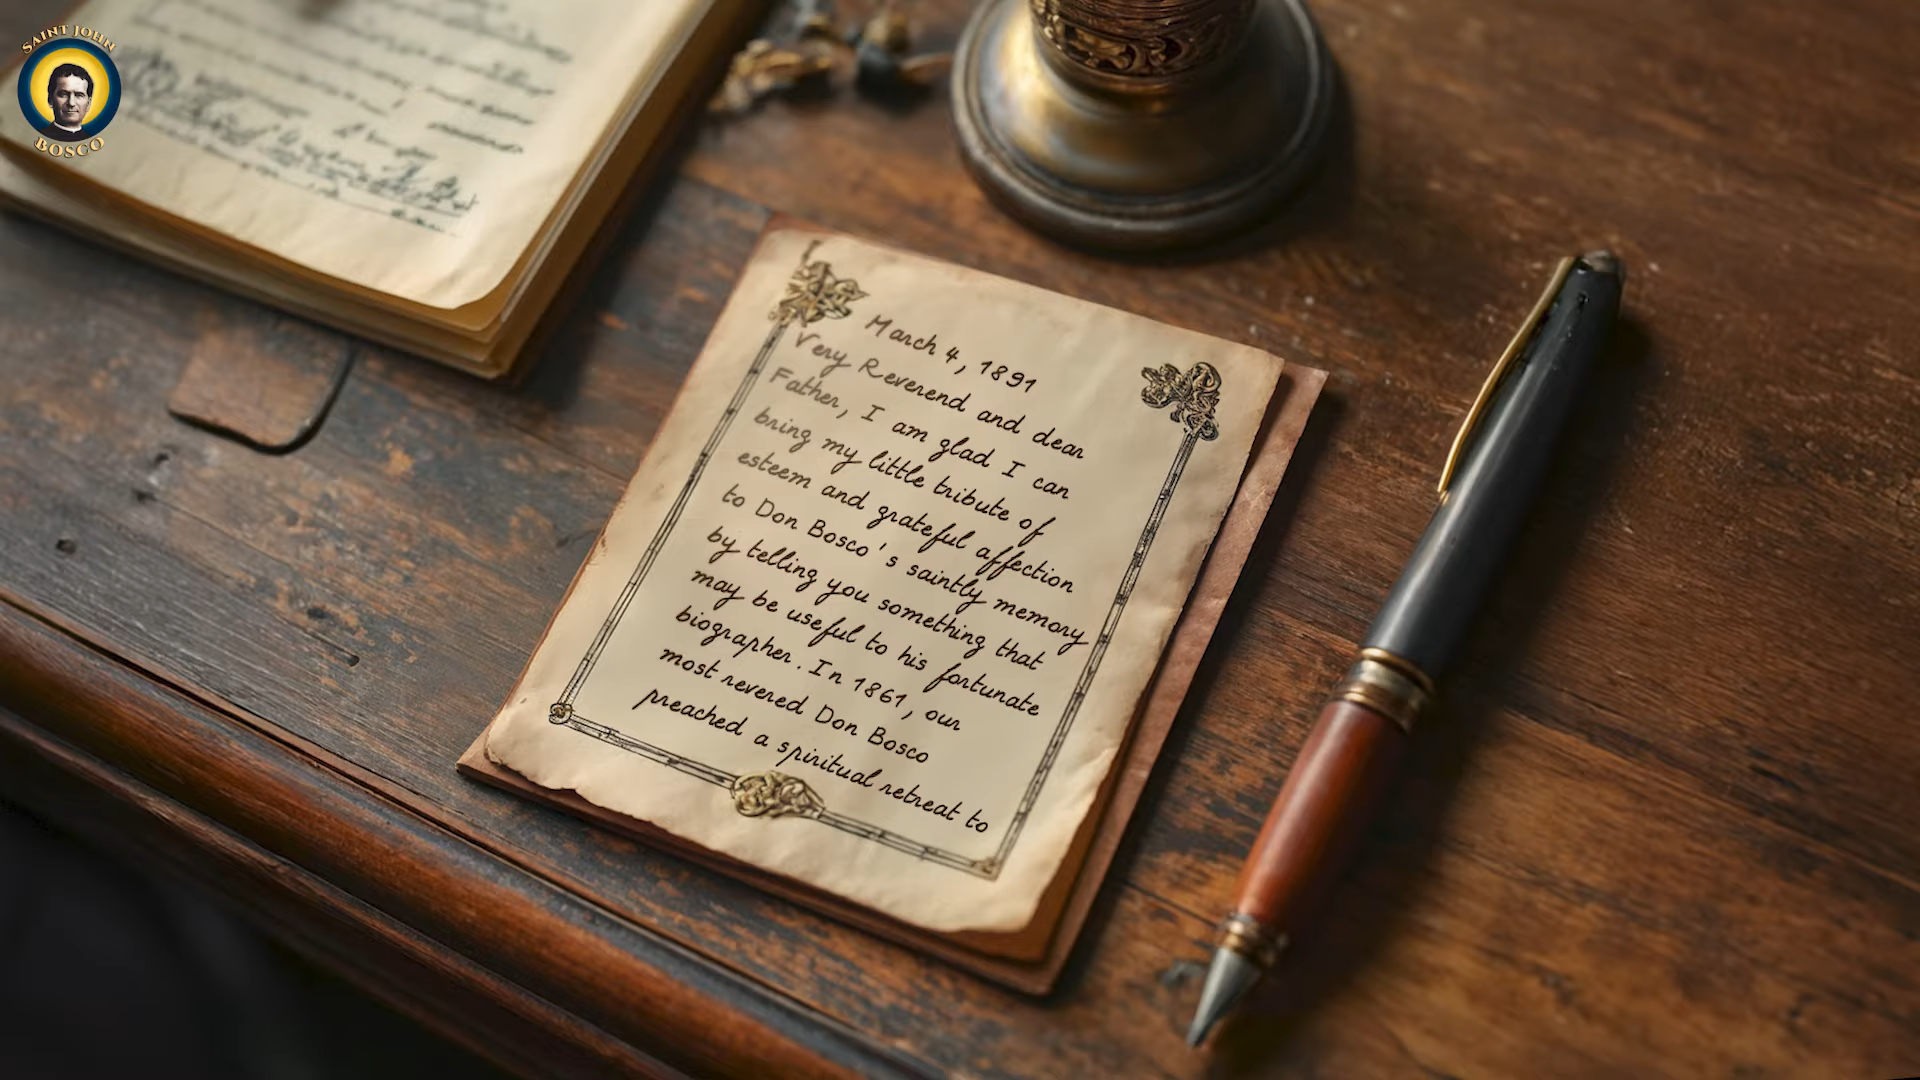 SAINT JOHN
BOSCO
March 4, 1891
Very Reverend and dear
Father, I am glad I can
bring my little tribute of
esteem and grateful affection
to Don Bosco's saintly memory
by telling you something that
may be useful to his fortunate
biographer. In 1861, our
most revered Don Bosco
preached a spiritual retreat to